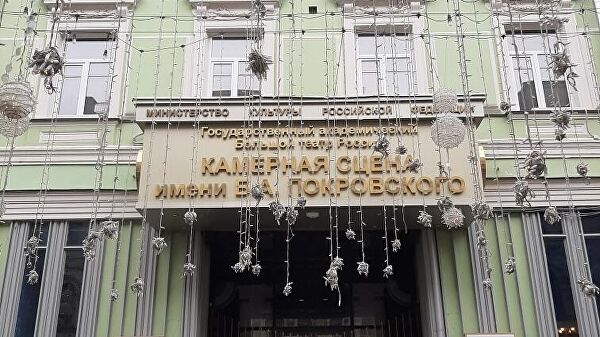 МИНИСТЕРСТВО КУЛЬТУРЫ РОССИЙСКОЙ ФЕДЕРАЦИИ
Государственный академический
Большой театр России
КАМЕРНАЯ СЦЕНА
ИМЕНИ Б.А. ПОКРОВСКОГО